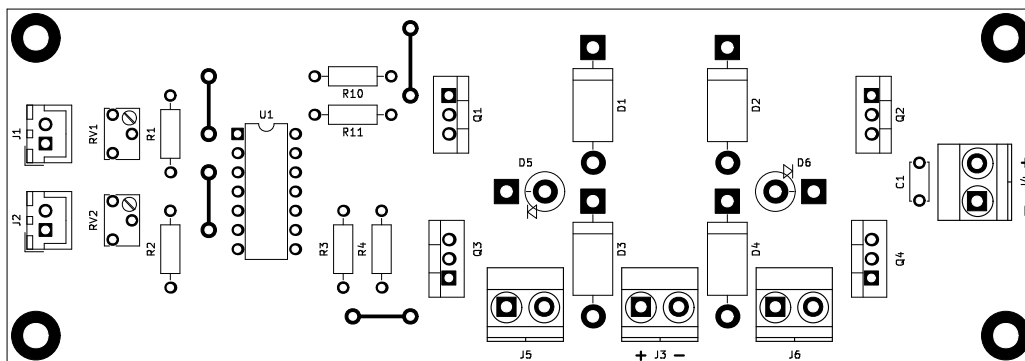 D1
D2
Q1
Q2
R10
R11
U1
J1
RV1
R1
D5
D6
C1
+
J2
RV2
R2
R3
R4
Q3
D3
D4
Q4
J5
+ J3 -
J6